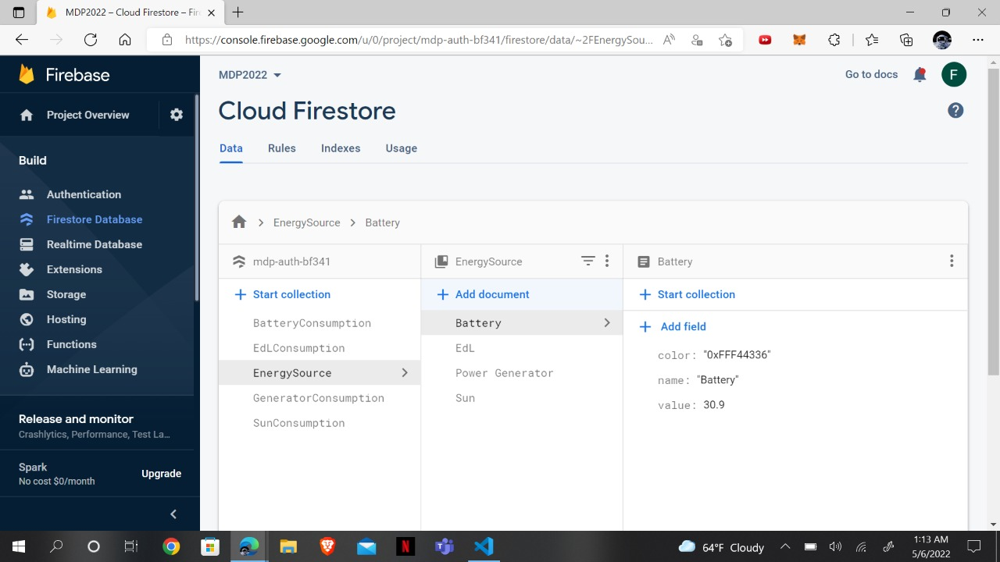 MDP2022 – Cloud Firestore – Fir
https://console.firebase.google.com/u/0/project/mdp-auth-bf341/firestore/data/~2FEnergySou...
Firebase
MDP2022
Go to docs
F
Project Overview
Cloud Firestore
Data Rules Indexes Usage
Build
Authentication
Firestore Database
Realtime Database
Extensions
Storage
Hosting
Functions
Machine Learning
Release and monitor
Crashlytics, Performance, Test La...
Spark
No cost $0/month
Upgrade
EnergySource > Battery
mdp-auth-bf341
Start collection
BatteryConsumption
EdLConsumption
EnergySource
GeneratorConsumption
SunConsumption
EnergySource
Add document
Battery
EdL
Power Generator
Sun
Battery
Start collection
Add field
color: "0xFFF44336"
name: "Battery"
value: 30.9
64°F Cloudy
1:13 AM
5/6/2022